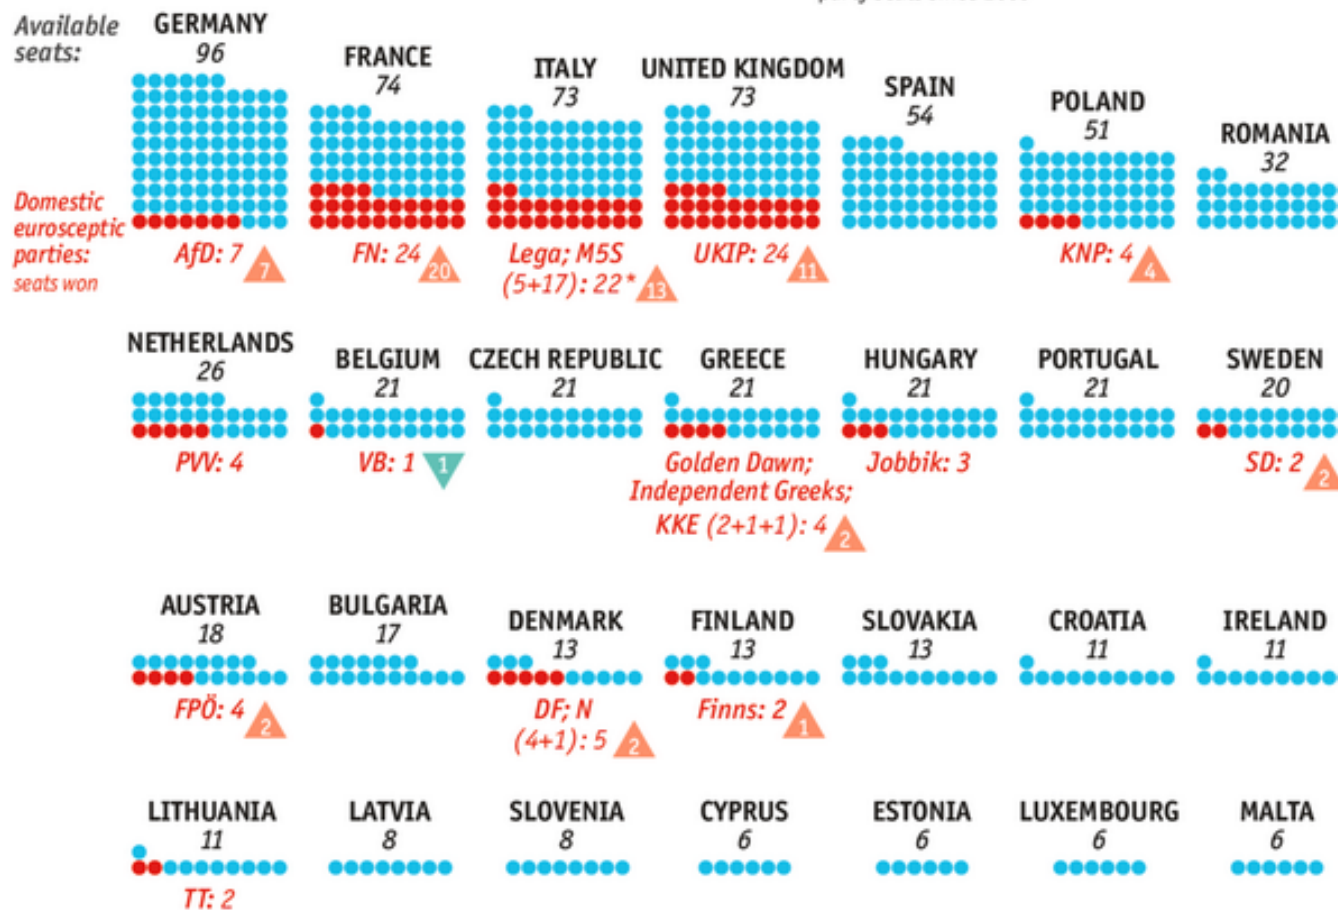 Available
seats:
GERMANY
96
FRANCE
74
ITALY
73
UNITED KINGDOM
73
SPAIN
54
POLAND
51
ROMANIA
32
Domestic
eurosceptic
parties:
seats won
AfD: 7
7
FN: 24
20
Lega; M5S
(5+17): 22*
13
UKIP: 24
11
KNP: 4
4
NETHERLANDS
26
BELGIUM
21
CZECH REPUBLIC
21
GREECE
21
HUNGARY
21
PORTUGAL
21
SWEDEN
20
PVV: 4
VB: 1
1
Golden Dawn;
Independent Greeks;
KKE (2+1+1): 4
2
Jobbik: 3
SD: 2
2
AUSTRIA
18
BULGARIA
17
DENMARK
13
FINLAND
13
SLOVAKIA
13
CROATIA
11
IRELAND
11
FPÖ: 4
2
DF; N
(4+1): 5
2
Finns: 2
1
LITHUANIA
11
LATVIA
8
SLOVENIA
8
CYPRUS
6
ESTONIA
6
LUXEMBOURG
6
MALTA
6
TT: 2